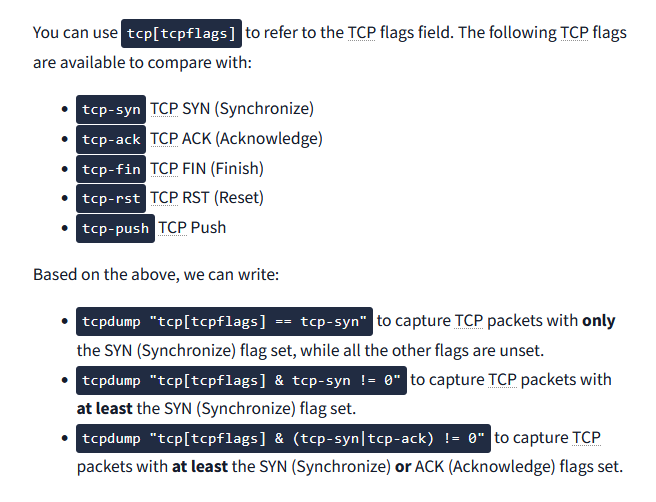 You can use tcp[tcpflags] to refer to the TCP flags field. The following TCP flags
are available to compare with:
• tcp-syn TCP SYN (Synchronize)
• tcp-ack TCP ACK (Acknowledge)
• tcp-fin TCP FIN (Finish)
• tcp-rst TCP RST (Reset)
• tcp-push TCP Push
Based on the above, we can write:
• tcpdump "tcp[tcpflags] == tcp-syn" to capture TCP packets with only
the SYN (Synchronize) flag set, while all the other flags are unset.
• tcpdump "tcp[tcpflags] & tcp-syn != 0" to capture TCP packets with
at least the SYN (Synchronize) flag set.
• tcpdump "tcp[tcpflags] & (tcp-syn|tcp-ack) != 0" to capture TCP
packets with at least the SYN (Synchronize) or ACK (Acknowledge) flags set.